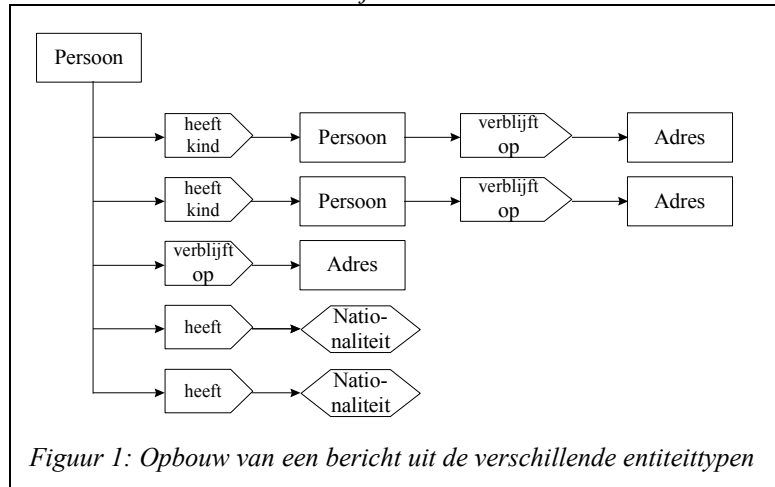 Persoon
heeft
kind
Persoon
verblijft
op
Adres
heeft
kind
Persoon
verblijft
op
Adres
verblijft
op
Adres
heeft
Natio-
naliteit
heeft
Natio-
naliteit
Figuur 1: Opbouw van een bericht uit de verschillende entiteittypen